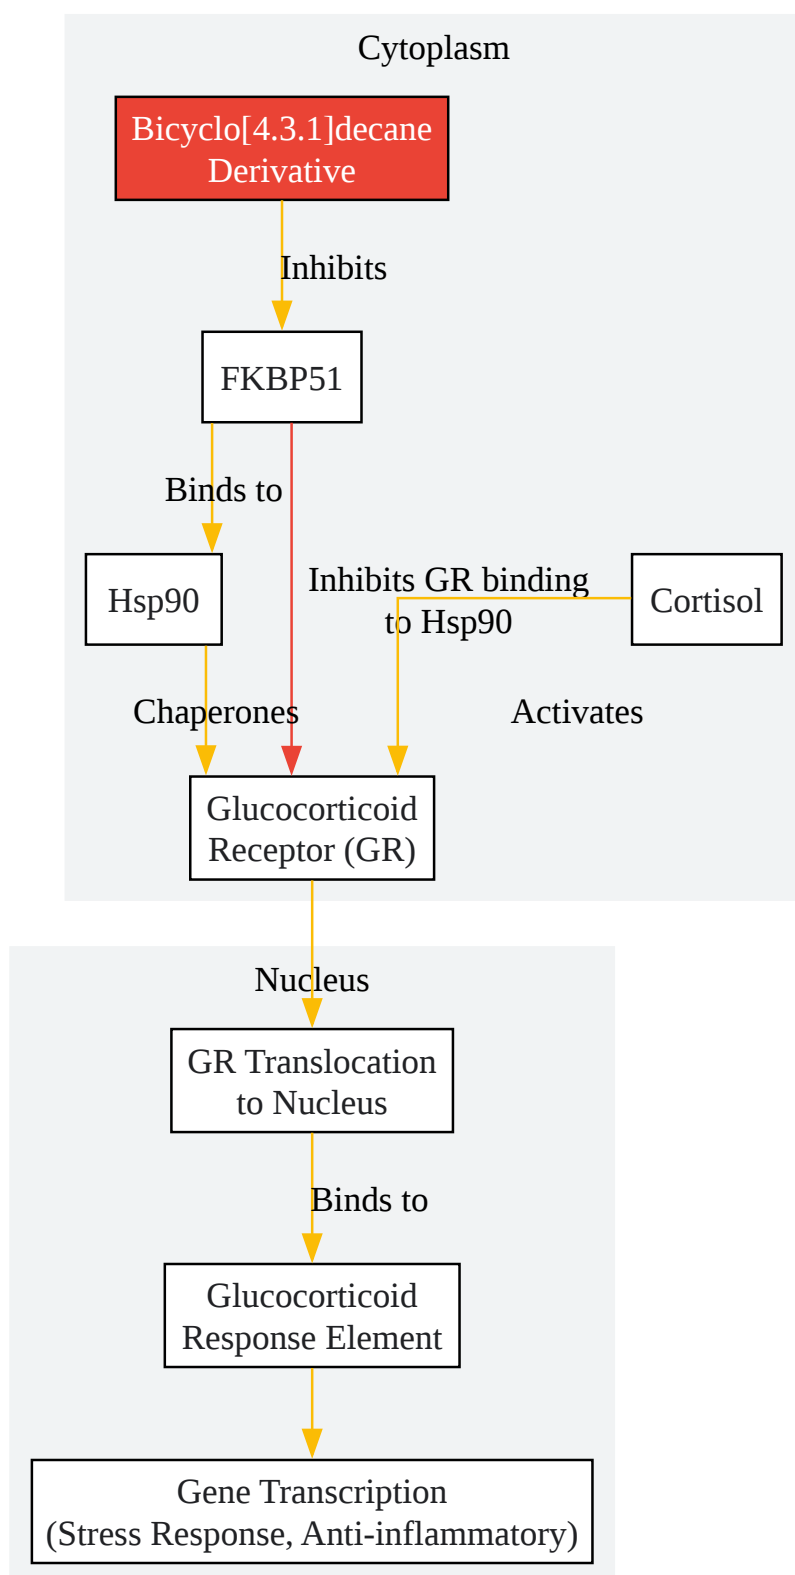 Cytoplasm
Bicyclo[4.3.1]decane
Derivative
Inhibits
FKBP51
Binds to
Hsp90
Inhibits GR binding
to Hsp90
Cortisol
Chaperones
Activates
Glucocorticoid
Receptor (GR)
Nucleus
GR Translocation
to Nucleus
Binds to
Glucocorticoid
Response Element
Gene Transcription
(Stress Response, Anti-inflammatory)